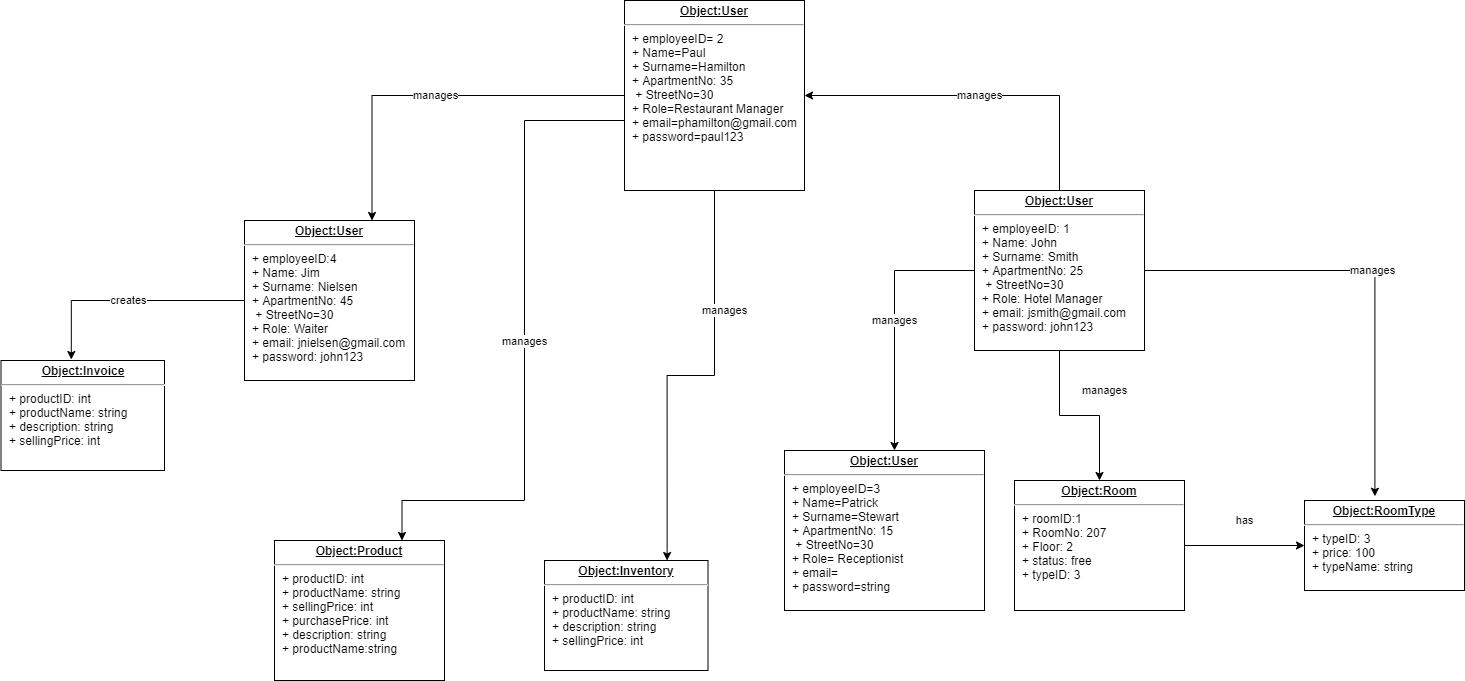 Object:User
+ employeeID= 2
+ Name=Paul
+ Surname=Hamilton
+ ApartmentNo: 35
+ StreetNo=30
+ Role=Restaurant Manager
+ email=phamilton@gmail.com
+ password=paul123
manages
manages
Object:User
+ employeeID: 1
+ Name: John
+ Surname: Smith
+ ApartmentNo: 25
+ StreetNo=30
+ Role: Hotel Manager
+ email: jsmith@gmail.com
+ password: john123
Object:User
+ employeeID:4
+ Name: Jim
+ Surname: Nielsen
+ ApartmentNo: 45
+ StreetNo=30
+ Role: Waiter
+ email: jnielsen@gmail.com
+ password: john123
manages
creates
manages
manages
manages
manages
Object:Invoice
+ productID: int
+ productName: string
+ description: string
+ sellingPrice: int
Object:User
+ employeeID=3
+ Name=Patrick
+ Surname=Stewart
+ ApartmentNo: 15
+ StreetNo=30
+ Role= Receptionist
+ email=
+ password=string
Object:Room
+ roomID:1
+ RoomNo: 207
+ Floor: 2
+ status: free
+ typeID: 3
has
Object:RoomType
+ typeID: 3
+ price: 100
+ typeName: string
Object:Product
+ productID: int
+ productName: string
+ sellingPrice: int
+ purchasePrice: int
+ description: string
+ productName:string
Object:Inventory
+ productID: int
+ productName: string
+ description: string
+ sellingPrice: int